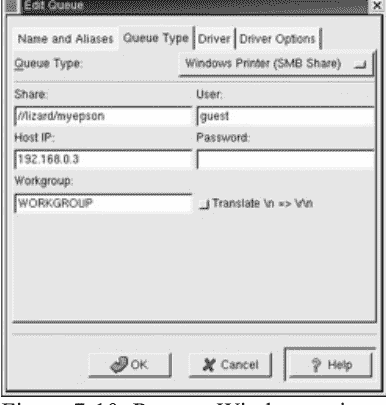 Edit Queue
Name and Aliases Queue Type Driver Driver Options
Queue Type: Windows Printer (SMB Share)
Share: User:
//lizard/myepson guest
Host IP: Password:
192.168.0.3
Workgroup:
WORKGROUP Translate \n => \r\n
OK Cancel Help